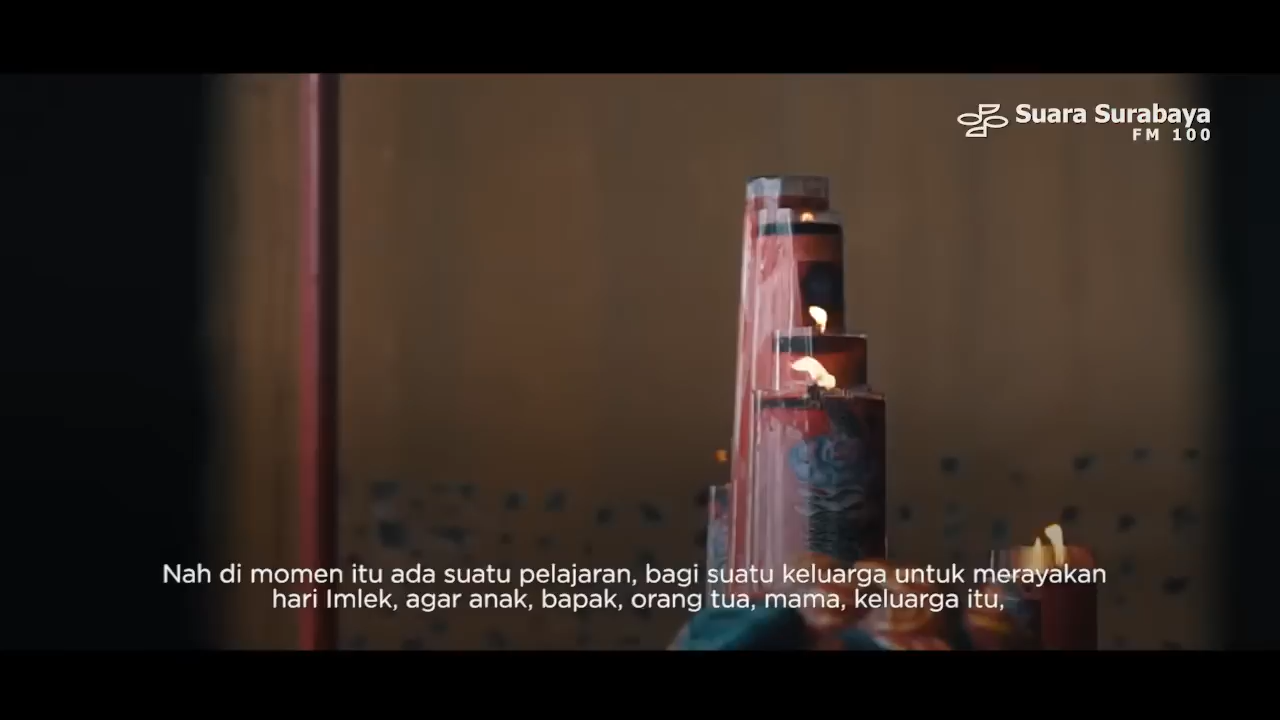 Suara Surabaya
FM 100
Nah di momen itu ada suatu pelajaran, bagi suatu keluarga untuk merayakan
hari Imlek, agar anak, bapak, orang tua, mama, keluarga itu,